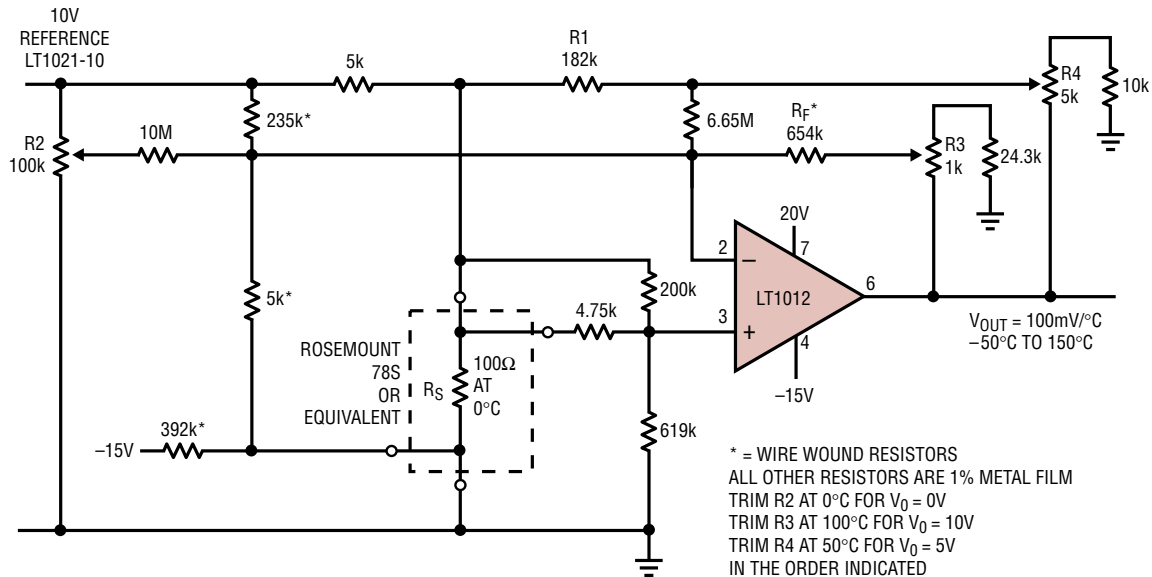 10V
REFERENCE
LT1021-10
R1
182k
5k
R4
5k
10k
235k*
6.65M
RF*
654k
R2
100k
10M
R3
1k
24.3k
20V
2
7
–
5k*
200k
LT1012
6
4.75k
3
+
4
VOUT = 100mV/°C
–50°C TO 150°C
–15V
ROSEMOUNT
78S
OR
EQUIVALENT
RS
100Ω
AT
0°C
392k*
–15V
619k
* = WIRE WOUND RESISTORS
ALL OTHER RESISTORS ARE 1% METAL FILM
TRIM R2 AT 0°C FOR V0 = 0V
TRIM R3 AT 100°C FOR V0 = 10V
TRIM R4 AT 50°C FOR V0 = 5V
IN THE ORDER INDICATED